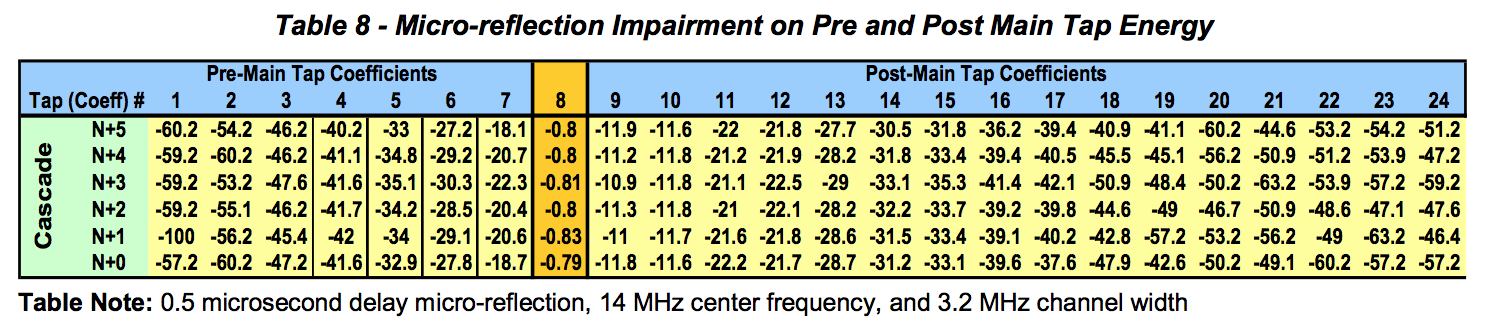 Table 8 - Micro-reflection Impairment on Pre and Post Main Tap Energy
Pre-Main Tap Coefficients Post-Main Tap Coefficients
Tap (Coeff) # 1 2 3 4 5 6 7 8 9 10 11 12 13 14 15 16 17 18 19 20 21 22 23 24
Cascade
N+5 -60.2 -54.2 -46.2 -40.2 -33 -27.2 -18.1 -0.8 -11.9 -11.6 -22 -21.8 -27.7 -30.5 -31.8 -36.2 -39.4 -40.9 -41.1 -60.2 -44.6 -53.2 -54.2 -51.2
N+4 -59.2 -60.2 -46.2 -41.1 -34.8 -29.2 -20.7 -0.8 -11.2 -11.8 -21.2 -21.9 -28.2 -31.8 -33.4 -39.4 -40.5 -45.5 -45.1 -56.2 -50.9 -51.2 -53.9 -47.2
N+3 -59.2 -53.2 -47.6 -41.6 -35.1 -30.3 -22.3 -0.81 -10.9 -11.8 -21.1 -22.5 -29 -33.1 -35.3 -41.4 -42.1 -50.9 -48.4 -50.2 -63.2 -53.9 -57.2 -59.2
N+2 -59.2 -55.1 -46.2 -41.7 -34.2 -28.5 -20.4 -0.8 -11.3 -11.8 -21 -22.1 -28.2 -32.2 -33.7 -39.2 -39.8 -44.6 -49 -46.7 -50.9 -48.6 -47.1 -47.6
N+1 -100 -56.2 -45.4 -42 -34 -29.1 -20.6 -0.83 -11 -11.7 -21.6 -21.8 -28.6 -31.5 -33.4 -39.1 -40.2 -42.8 -57.2 -53.2 -56.2 -49 -63.2 -46.4
N+0 -57.2 -60.2 -47.2 -41.6 -32.9 -27.8 -18.7 -0.79 -11.8 -11.6 -22.2 -21.7 -28.7 -31.2 -33.1 -39.6 -37.6 -47.9 -42.6 -50.2 -49.1 -60.2 -57.2 -57.2
Table Note: 0.5 microsecond delay micro-reflection, 14 MHz center frequency, and 3.2 MHz channel width